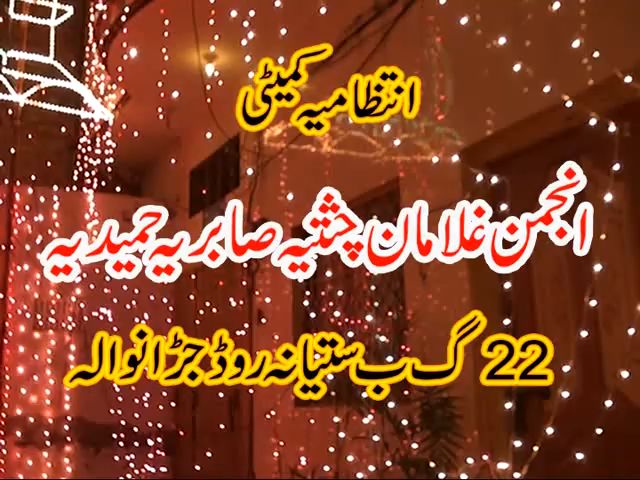 انتظامیہ کمیٹی
انجمن غلامان چشتیہ صابریہ حمیدیہ
22 گ ب ستیانہ روڈ جڑانوالہ